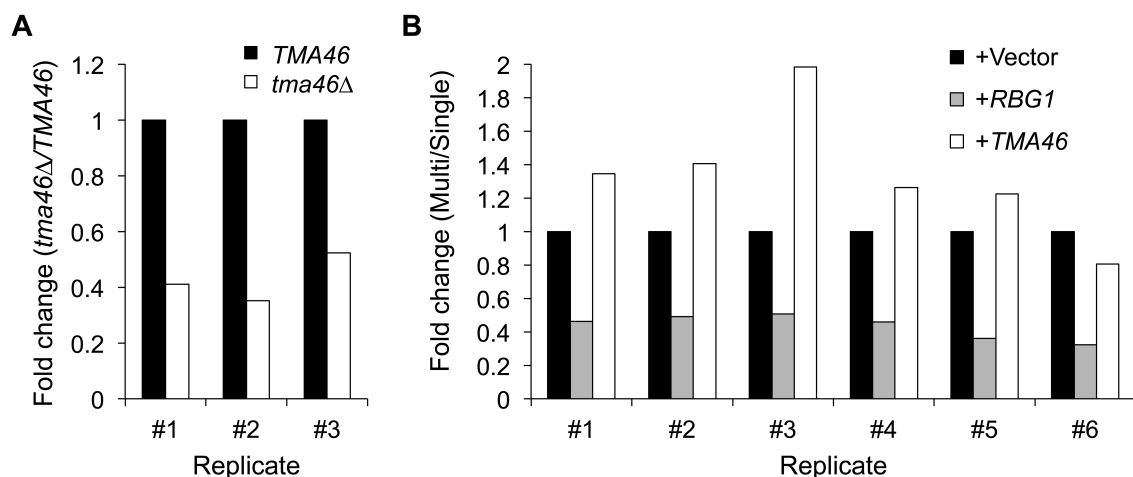 A
TMA46
tma46Δ
Fold change (tma46Δ/TMA46)
1.2
1
0.8
0.6
0.4
0.2
0
#1 #2 #3
Replicate
B
+Vector
+RBG1
+TMA46
Fold change (Multi/Single)
2
1.8
1.6
1.4
1.2
1
0.8
0.6
0.4
0.2
0
#1 #2 #3 #4 #5 #6
Replicate